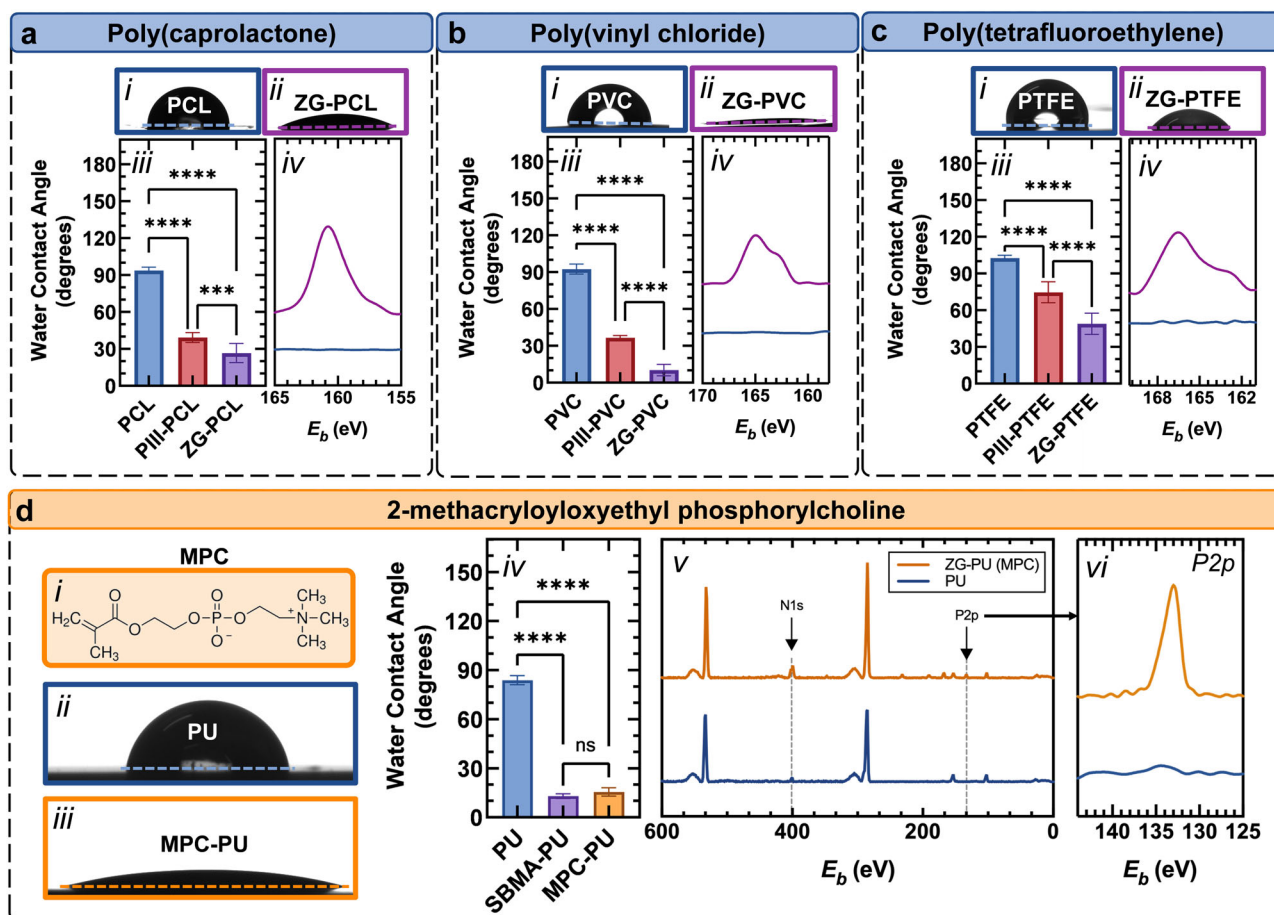 a
Poly(caprolactone)
i
PCL
ii
ZG-PCL
iii
Water Contact Angle
(degrees)
180
150
120
90
60
30
0
****
****
***
PCL
PIII-PCL
ZG-PCL
iv
165
160
155
E_b (eV)
b
Poly(vinyl chloride)
i
PVC
ii
ZG-PVC
iii
Water Contact Angle
(degrees)
180
150
120
90
60
30
0
****
****
****
PVC
PIII-PVC
ZG-PVC
iv
170
165
160
E_b (eV)
c
Poly(tetrafluoroethylene)
i
PTFE
ii
ZG-PTFE
iii
Water Contact Angle
(degrees)
180
150
120
90
60
30
0
****
****
****
PTFE
PIII-PTFE
ZG-PTFE
iv
168
165
162
E_b (eV)
d
2-methacryloyloxyethyl phosphorylcholine
MPC
i
H₂C
CH₃
O
O
O
P
O
O⁻
O
N⁺
CH₃
CH₃
CH₃
ii
PU
iii
MPC-PU
iv
Water Contact Angle
(degrees)
150
120
90
60
30
0
****
****
ns
PU
SBMA-PU
MPC-PU
v
ZG-PU (MPC)
PU
N1s
P2p
600
400
200
0
E_b (eV)
vi
P2p
140
135
130
125
E_b (eV)